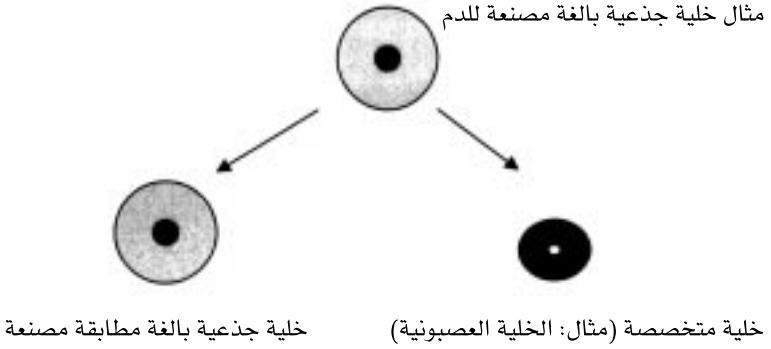 مثال خلية جذعية بالغة مصنعة للدم
خلية متخصصة (مثال: الخلية العصبونية)
خلية جذعية بالغة مطابقة مصنعة